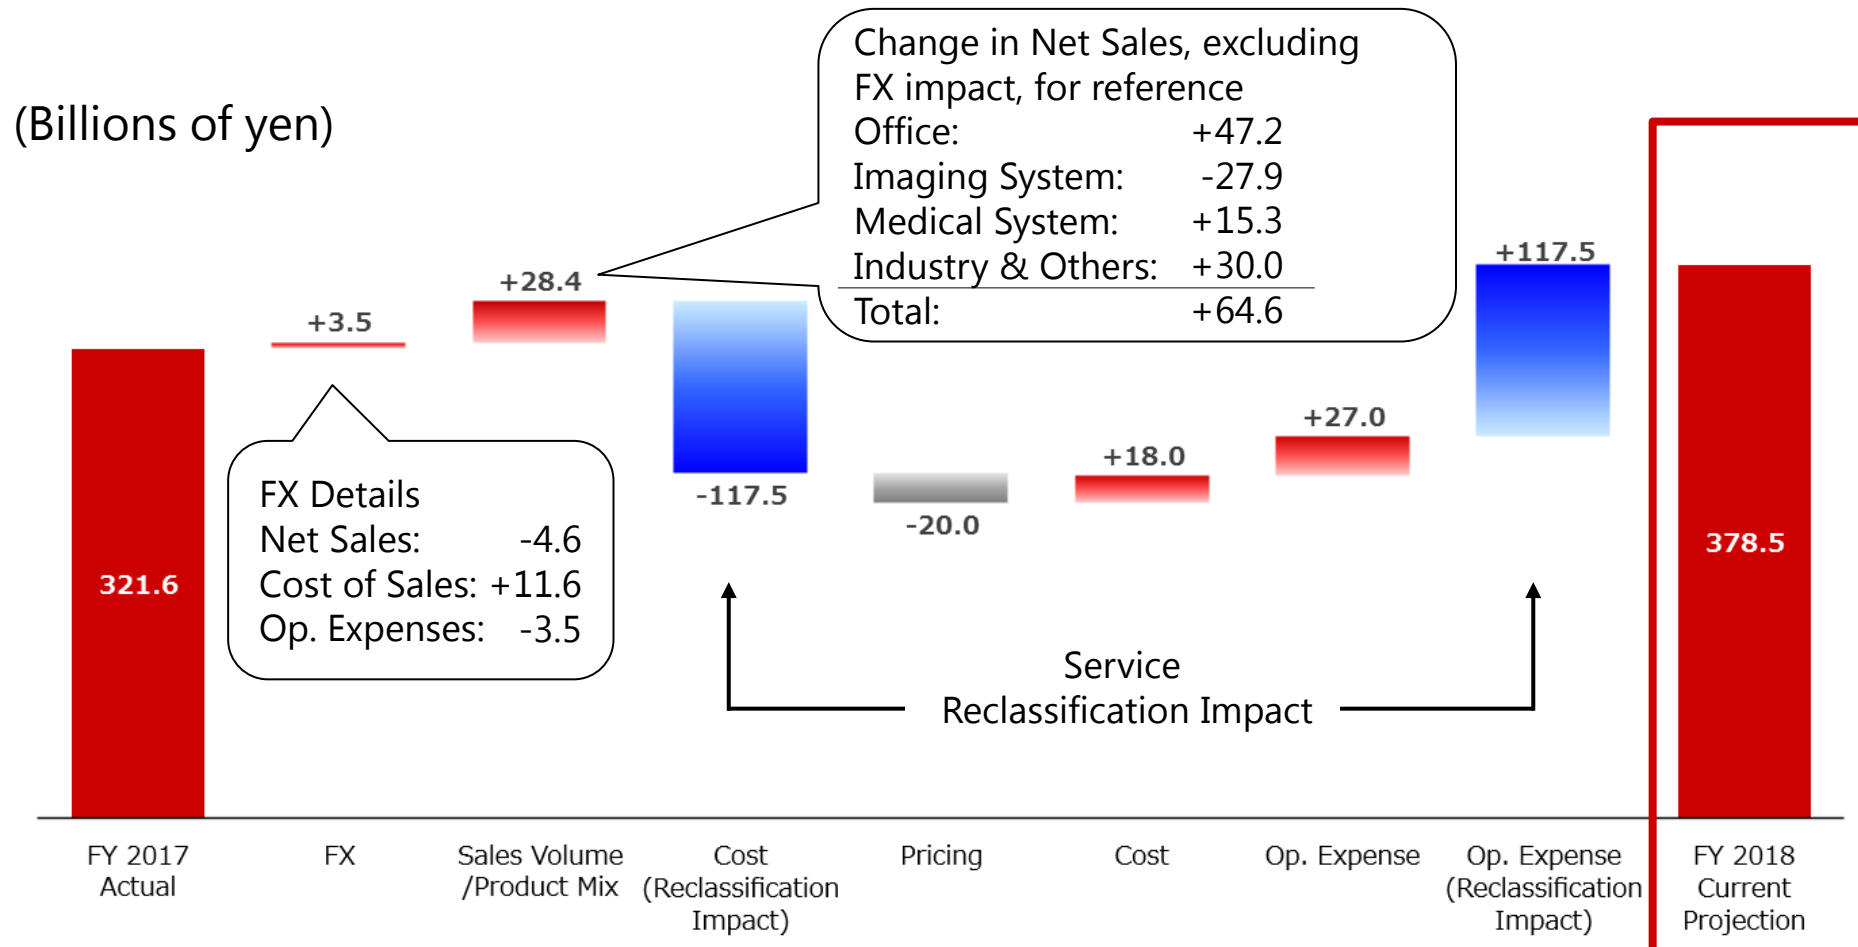 (Billions of yen)
Change in Net Sales, excluding
FX impact, for reference
Office: +47.2
Imaging System: -27.9
Medical System: +15.3
Industry & Others: +30.0
Total: +64.6
+3.5
+28.4
-117.5
-20.0
+18.0
+27.0
+117.5
FX Details
Net Sales: -4.6
Cost of Sales: +11.6
Op. Expenses: -3.5
321.6
378.5
Service
Reclassification Impact
FY 2017
Actual
FX
Sales Volume
/Product Mix
Cost
(Reclassification
Impact)
Pricing
Cost
Op. Expense
Op. Expense
(Reclassification
Impact)
FY 2018
Current
Projection